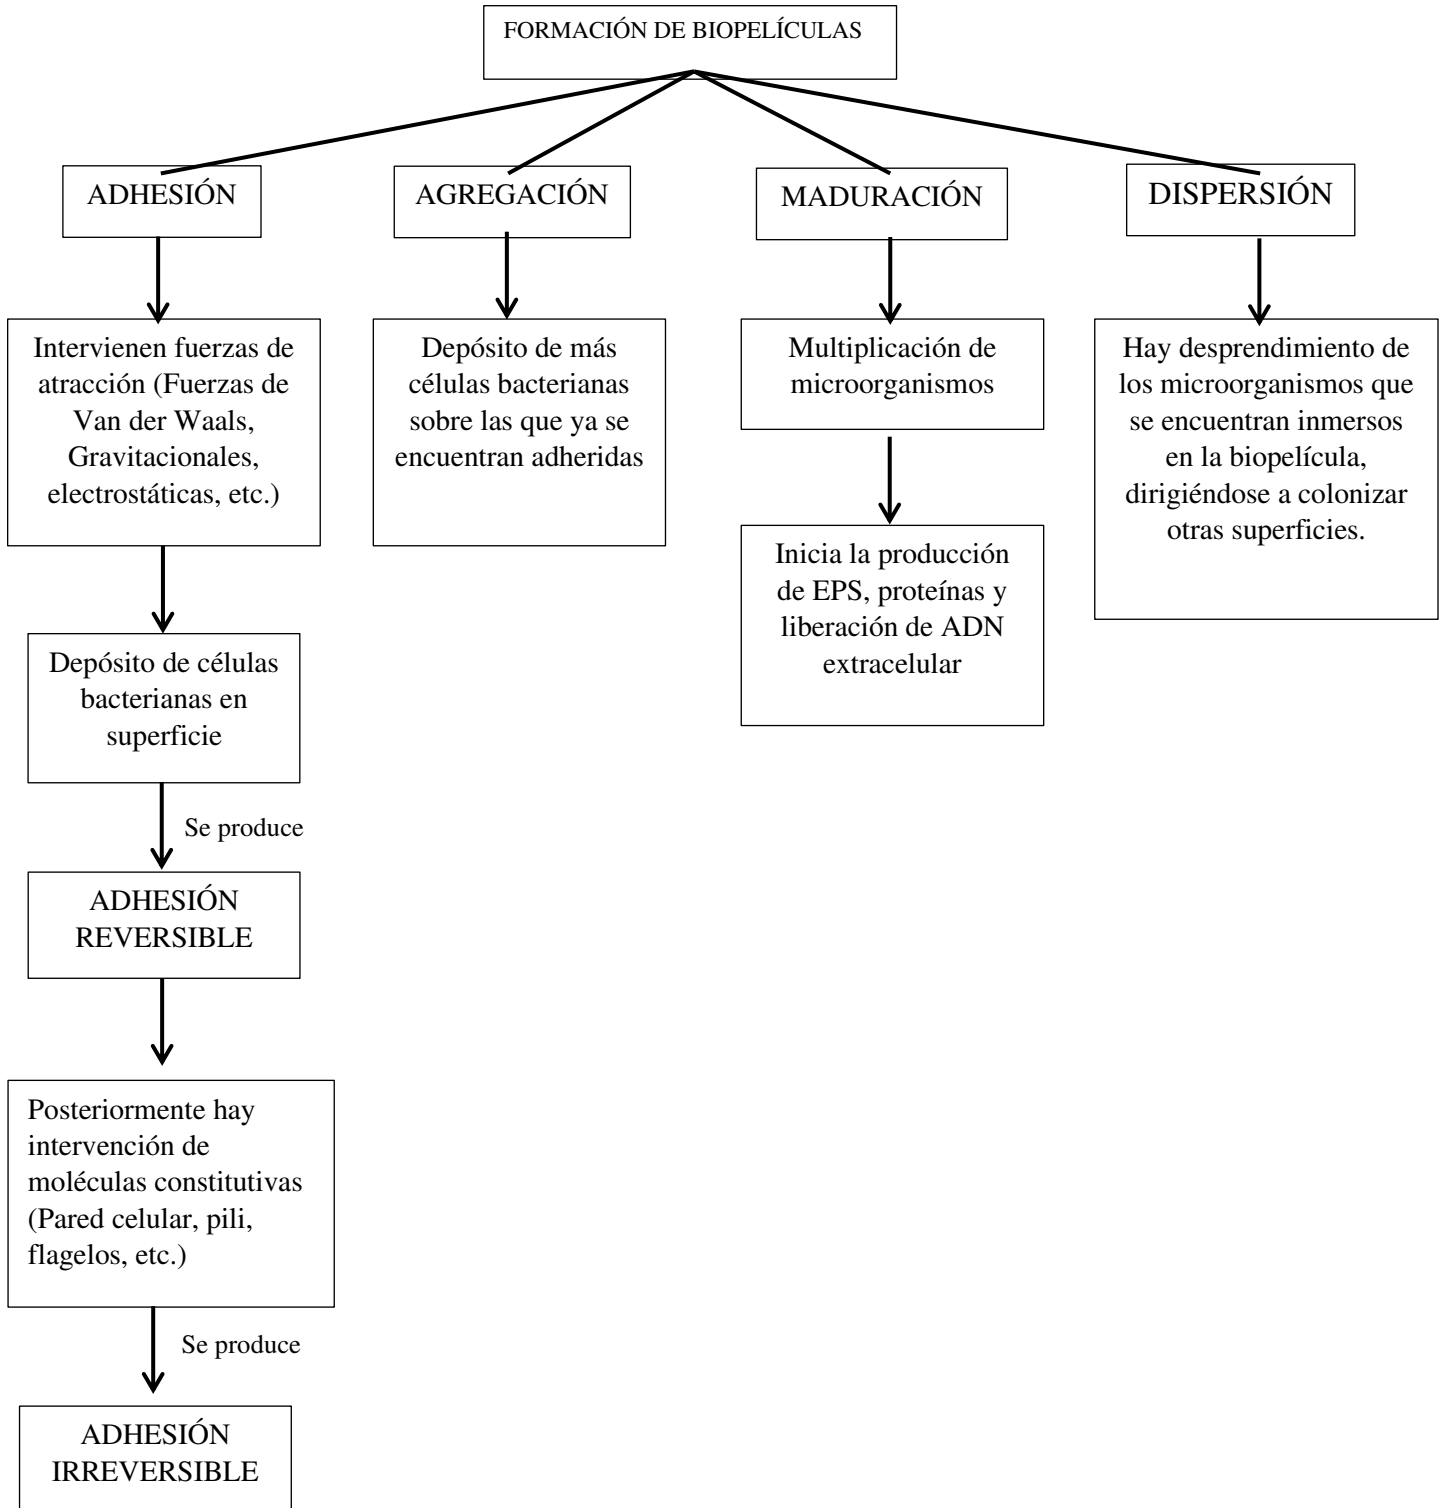 FORMACIÓN DE BIOPELÍCULAS
ADHESIÓN
AGREGACIÓN
MADURACIÓN
DISPERSIÓN
Intervienen fuerzas de
atracción (Fuerzas de
Van der Waals,
Gravitacionales,
electrostáticas, etc.)
Depósito de más
células bacterianas
sobre las que ya se
encuentran adheridas
Multiplicación de
microorganismos
Hay desprendimiento de
los microorganismos que
se encuentran inmersos
en la biopelícula,
dirigiéndose a colonizar
otras superficies.
Inicia la producción
de EPS, proteínas y
liberación de ADN
extracelular
Depósito de células
bacterianas en
superficie
Se produce
ADHESIÓN
REVERSIBLE
Posteriormente hay
intervención de
moléculas constitutivas
(Pared celular, pili,
flagelos, etc.)
Se produce
ADHESIÓN
IRREVERSIBLE